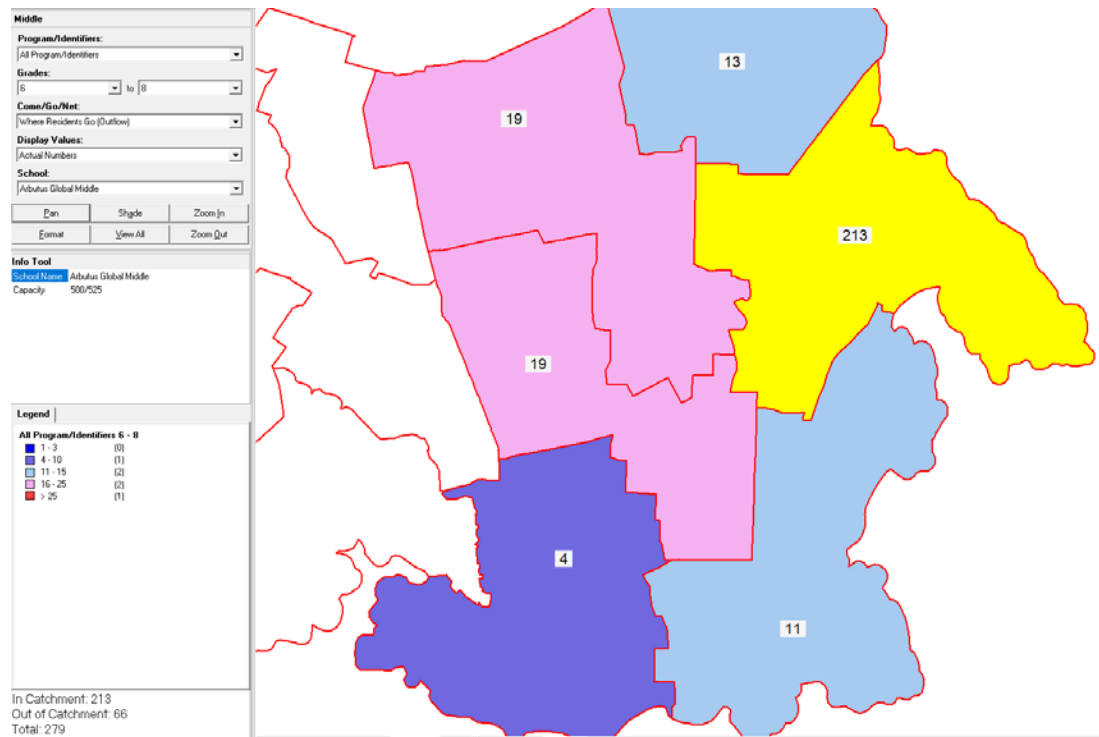 Middle
Program/Identifiers:
All Program/Identifiers
Grades:
6 to 8
Come/Go/Net:
Where Residents Go (Outflow)
Display Values:
Actual Numbers
School:
Arbutus Global Middle
Pan Shade Zoom In
Format View All Zoom Out
Info Tool
School Name Arbutus Global Middle
Capacity 500/525
Legend
All Program/Identifiers 6 - 8
1 - 3 (0)
4 - 10 (1)
11 - 15 (2)
16 - 25 (2)
> 25 (1)
In Catchment: 213
Out of Catchment: 66
Total: 279
13
19
213
19
4
11